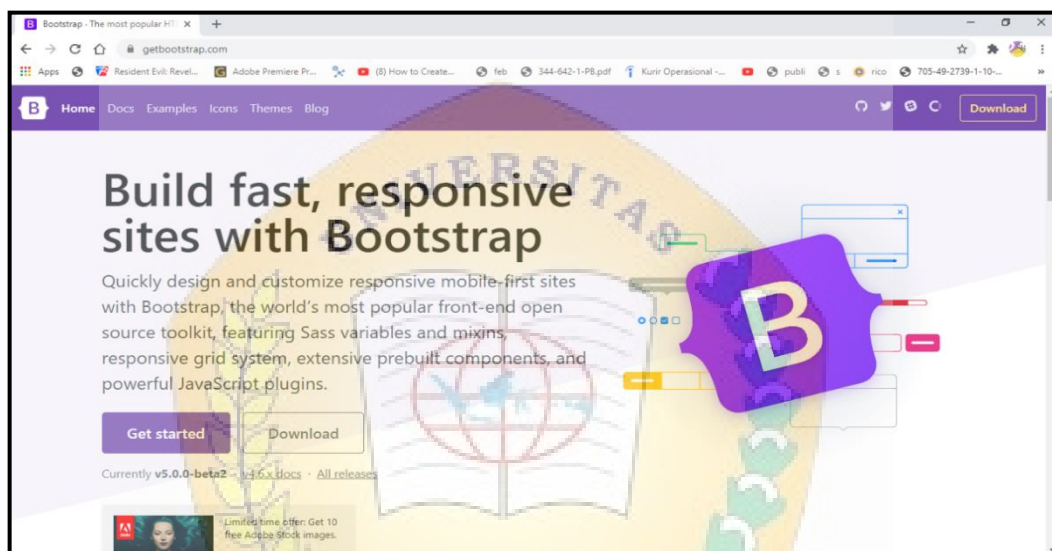 Bootstrap · The most popular HT
getbootstrap.com
Apps Resident Evil: Revel... Adobe Premiere Pr... (8) How to Create... feb 344-642-1-PB.pdf Kurir Operasional -... publi s rico 705-49-2739-1-10-... »
B Home Docs Examples Icons Themes Blog Download
UNIVERSITAS
Build fast, responsive
sites with Bootstrap
Quickly design and customize responsive mobile-first sites
with Bootstrap, the world's most popular front-end open
source toolkit, featuring Sass variables and mixins,
responsive grid system, extensive prebuilt components, and
powerful JavaScript plugins.
B
Get started Download
Currently v5.0.0-beta2 · v4.6.x docs · All releases
Limited time offer: Get 10
free Adobe Stock images.